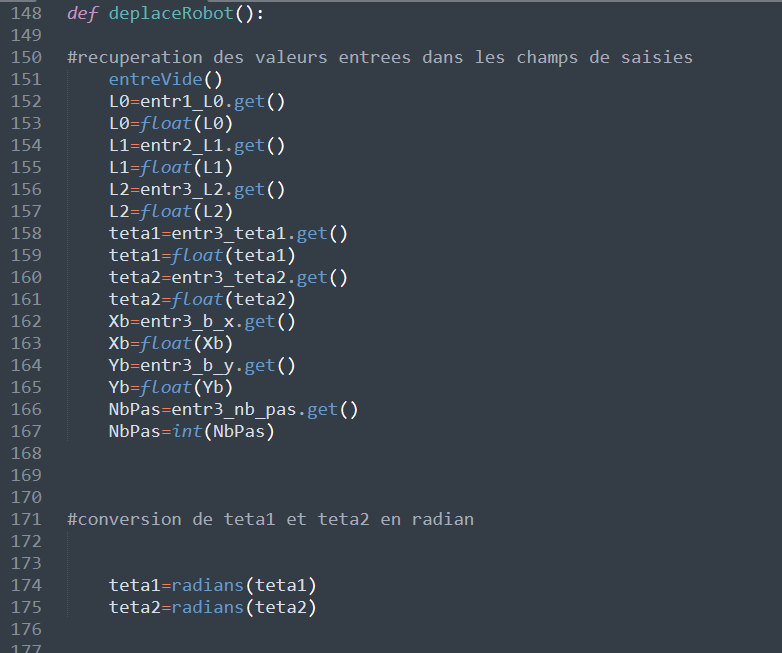 148 def deplaceRobot():
149
150 #recuperation des valeurs entrees dans les champs de saisies
151     entreVide()
152     L0=entr1_L0.get()
153     L0=float(L0)
154     L1=entr2_L1.get()
155     L1=float(L1)
156     L2=entr3_L2.get()
157     L2=float(L2)
158     teta1=entr3_teta1.get()
159     teta1=float(teta1)
160     teta2=entr3_teta2.get()
161     teta2=float(teta2)
162     Xb=entr3_b_x.get()
163     Xb=float(Xb)
164     Yb=entr3_b_y.get()
165     Yb=float(Yb)
166     NbPas=entr3_nb_pas.get()
167     NbPas=int(NbPas)
168
169
170
171 #conversion de teta1 et teta2 en radian
172
173
174     teta1=radians(teta1)
175     teta2=radians(teta2)
176
177